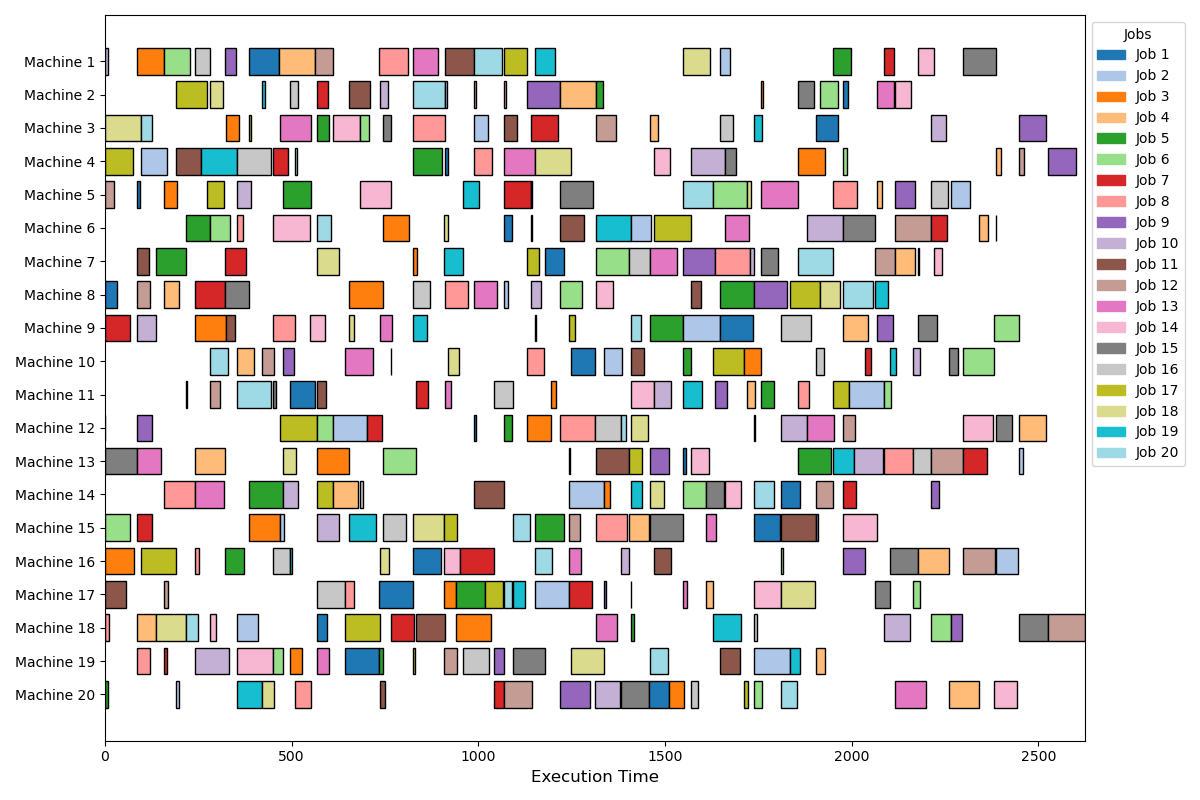 Machine 1
Machine 2
Machine 3
Machine 4
Machine 5
Machine 6
Machine 7
Machine 8
Machine 9
Machine 10
Machine 11
Machine 12
Machine 13
Machine 14
Machine 15
Machine 16
Machine 17
Machine 18
Machine 19
Machine 20
0 500 1000 1500 2000 2500
Execution Time
Jobs
Job 1
Job 2
Job 3
Job 4
Job 5
Job 6
Job 7
Job 8
Job 9
Job 10
Job 11
Job 12
Job 13
Job 14
Job 15
Job 16
Job 17
Job 18
Job 19
Job 20